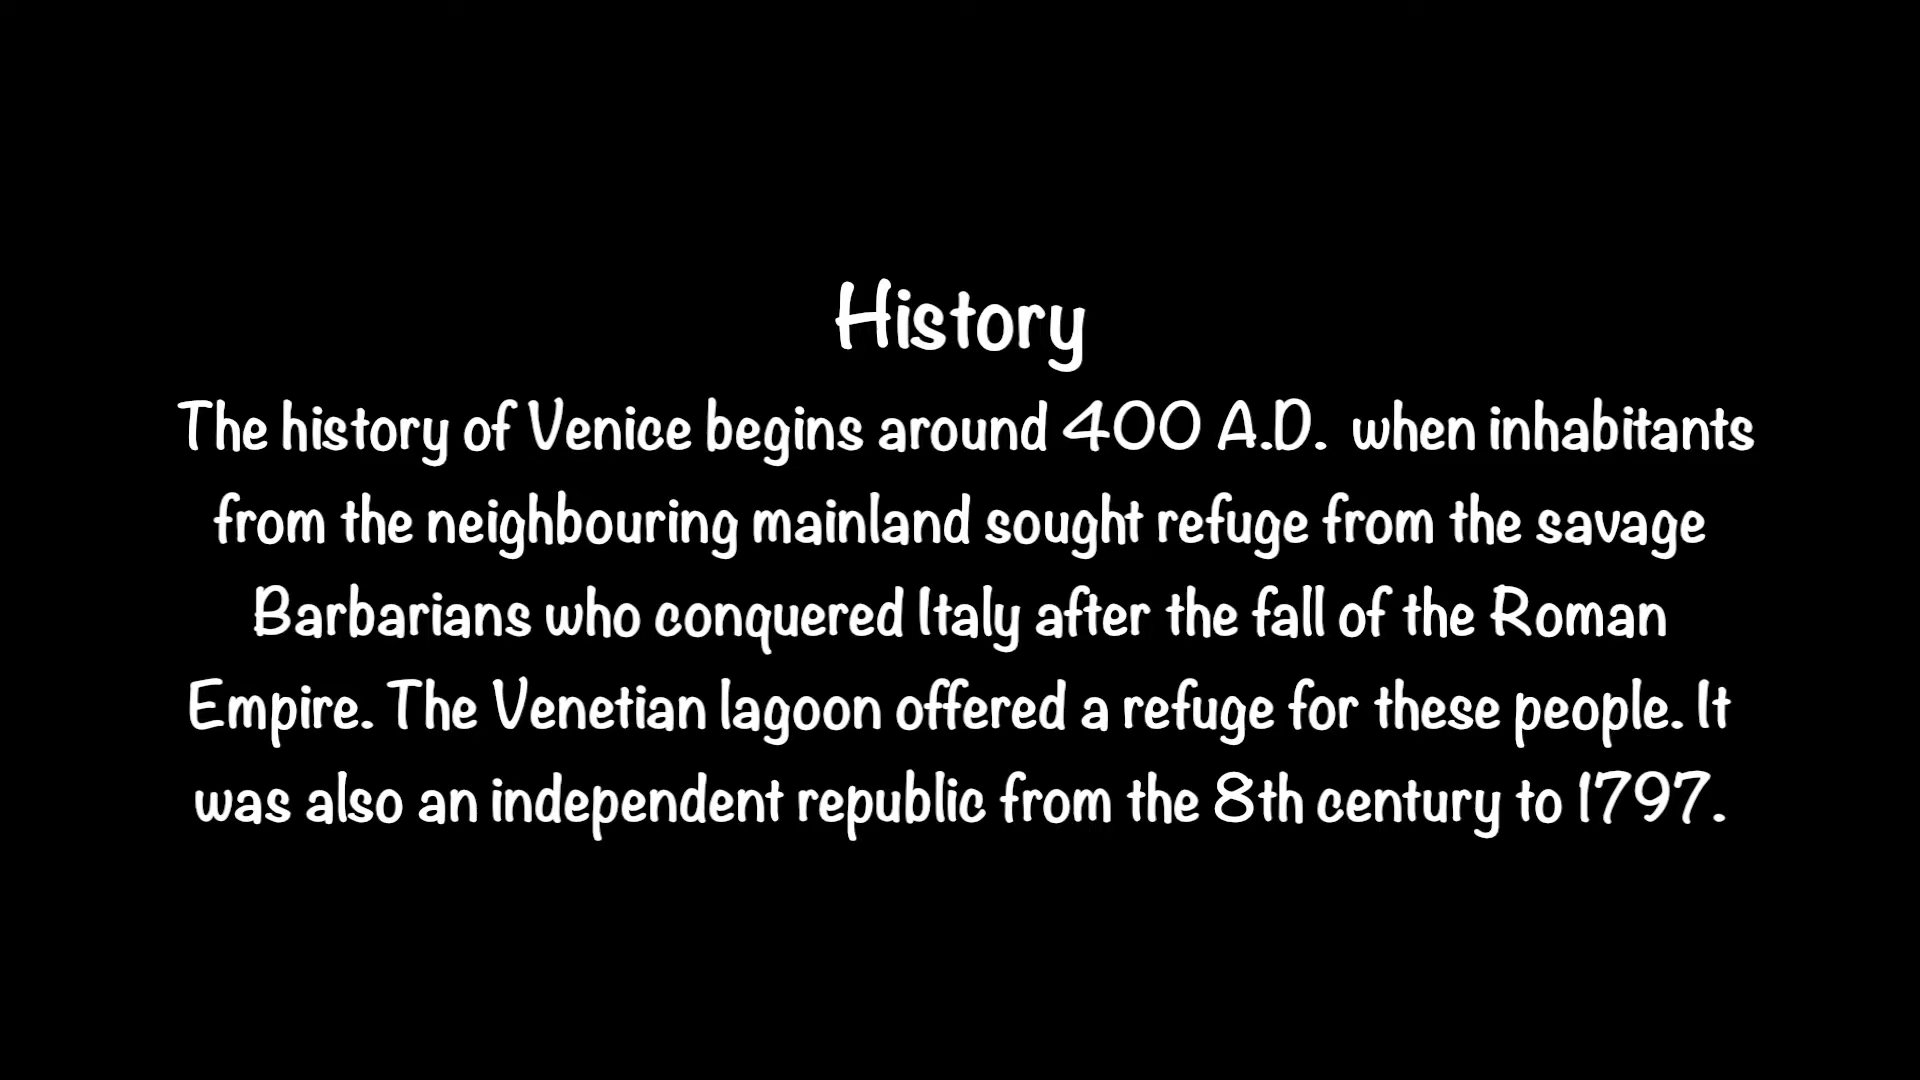 History
The history of Venice begins around 400 A.D.  when inhabitants
from the neighbouring mainland sought refuge from the savage
Barbarians who conquered Italy after the fall of the Roman
Empire. The Venetian lagoon offered a refuge for these people. It
was also an independent republic from the 8th century to 1797.